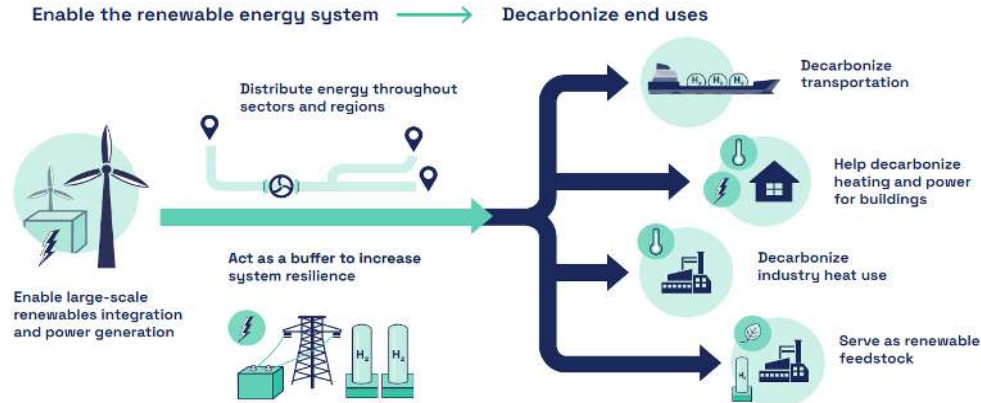 Enable the renewable energy system
Decarbonize end uses
Distribute energy throughout
sectors and regions
Enable large-scale
renewables integration
and power generation
Act as a buffer to increase
system resilience
H2
H2
H2 H2 H2
Decarbonize
transportation
Help decarbonize
heating and power
for buildings
Decarbonize
industry heat use
H2
Serve as renewable
feedstock